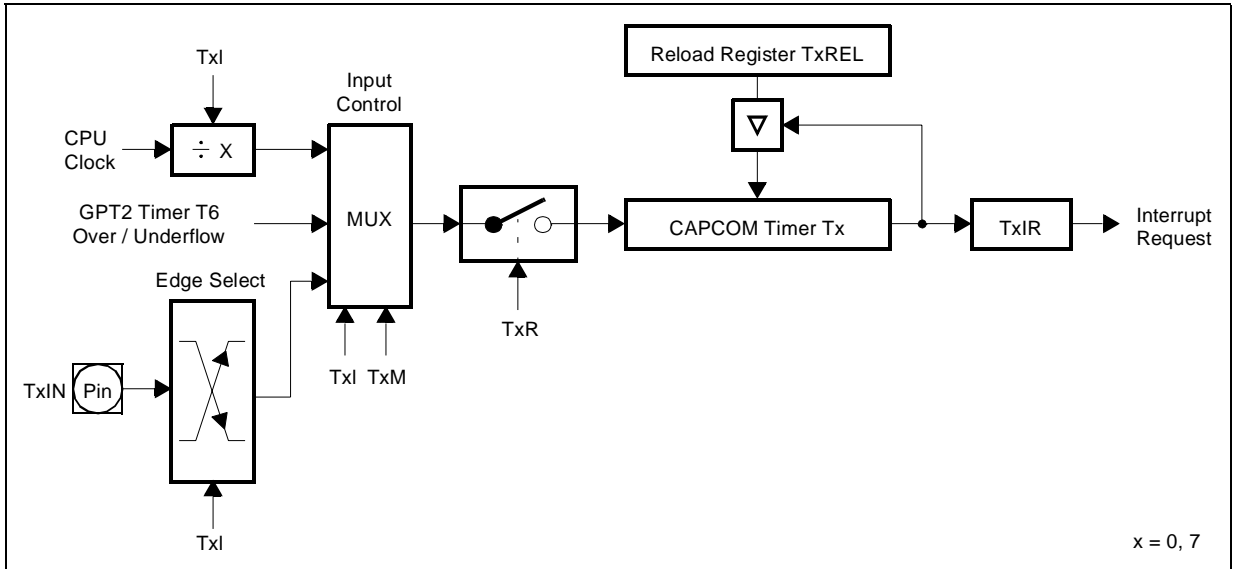 TxI
Input
Control
Reload Register TxREL
CPU
Clock
÷ X
∇
GPT2 Timer T6
Over / Underflow
MUX
CAPCOM Timer Tx
TxIR
Interrupt
Request
Edge Select
TxR
TxI TxM
TxIN
Pin
TxI
x = 0, 7